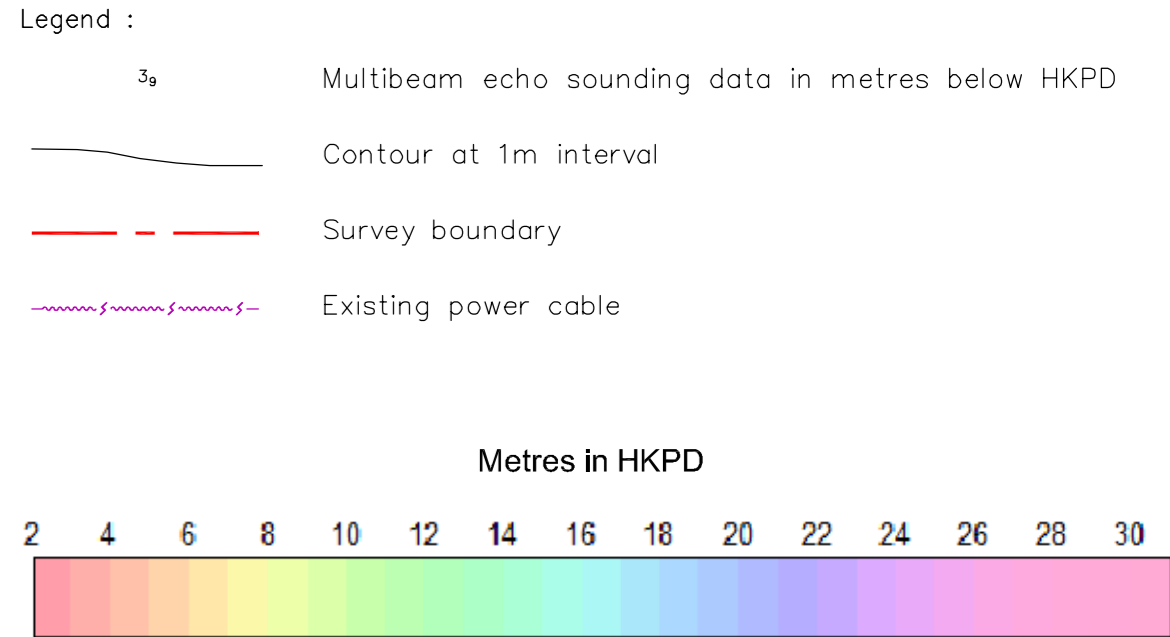 Legend :
3₉ Multibeam echo sounding data in metres below HKPD
Contour at 1m interval
Survey boundary
Existing power cable
Metres in HKPD
2 4 6 8 10 12 14 16 18 20 22 24 26 28 30